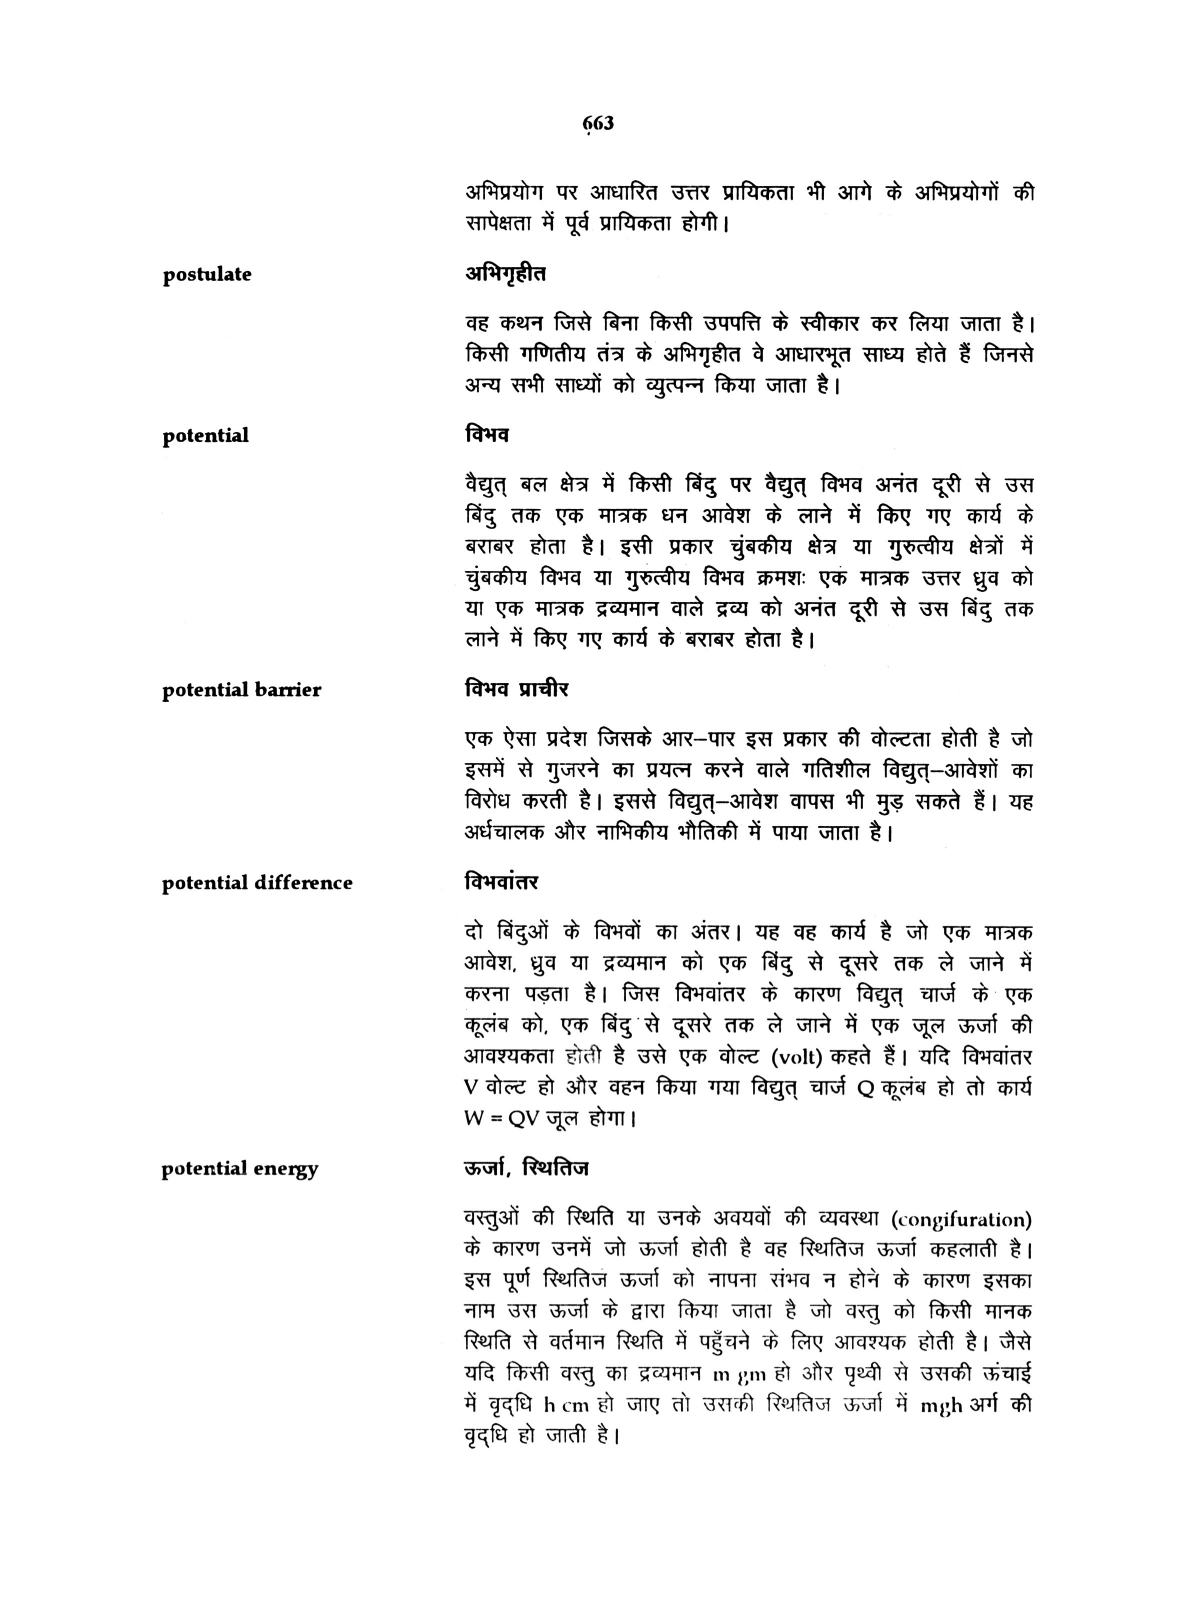 663
अभिप्रयोग पर आधारित उत्तर प्रायिकता भी आगे के अभिप्रयोगों की
सापेक्षता में पूर्व प्रायिकता होगी।
postulate अभिगृहीत
वह कथन जिसे बिना किसी उपपत्ति के स्वीकार कर लिया जाता है।
किसी गणितीय तंत्र के अभिगृहीत वे आधारभूत साध्य होते हैं जिनसे
अन्य सभी साध्यों को व्युत्पन्न किया जाता है।
potential विभव
वैद्युत् बल क्षेत्र में किसी बिंदु पर वैद्युत् विभव अनंत दूरी से उस
बिंदु तक एक मात्रक धन आवेश के लाने में किए गए कार्य के
बराबर होता है। इसी प्रकार चुंबकीय क्षेत्र या गुरुत्वीय क्षेत्रों में
चुंबकीय विभव या गुरुत्वीय विभव क्रमशः एक मात्रक उत्तर ध्रुव को
या एक मात्रक द्रव्यमान वाले द्रव्य को अनंत दूरी से उस बिंदु तक
लाने में किए गए कार्य के बराबर होता है।
potential barrier विभव प्राचीर
एक ऐसा प्रदेश जिसके आर–पार इस प्रकार की वोल्टता होती है जो
इसमें से गुजरने का प्रयत्न करने वाले गतिशील विद्युत्–आवेशों का
विरोध करती है। इससे विद्युत्–आवेश वापस भी मुड़ सकते हैं। यह
अर्धचालक और नाभिकीय भौतिकी में पाया जाता है।
potential difference विभवांतर
दो बिंदुओं के विभवों का अंतर। यह वह कार्य है जो एक मात्रक
आवेश, ध्रुव या द्रव्यमान को एक बिंदु से दूसरे तक ले जाने में
करना पड़ता है। जिस विभवांतर के कारण विद्युत् चार्ज के एक
कूलंब को, एक बिंदु से दूसरे तक ले जाने में एक जूल ऊर्जा की
आवश्यकता होती है उसे एक वोल्ट (volt) कहते हैं। यदि विभवांतर
V वोल्ट हो और वहन किया गया विद्युत् चार्ज Q कूलंब हो तो कार्य
W = QV जूल होगा।
potential energy ऊर्जा, स्थितिज
वस्तुओं की स्थिति या उनके अवयवों की व्यवस्था (congifuration)
के कारण उनमें जो ऊर्जा होती है वह स्थितिज ऊर्जा कहलाती है।
इस पूर्ण स्थितिज ऊर्जा को नापना संभव न होने के कारण इसका
नाम उस ऊर्जा के द्वारा किया जाता है जो वस्तु को किसी मानक
स्थिति से वर्तमान स्थिति में पहुँचने के लिए आवश्यक होती है। जैसे
यदि किसी वस्तु का द्रव्यमान m gm हो और पृथ्वी से उसकी ऊंचाई
में वृद्धि h cm हो जाए तो उसकी स्थितिज ऊर्जा में mgh अर्ग की
वृद्धि हो जाती है।